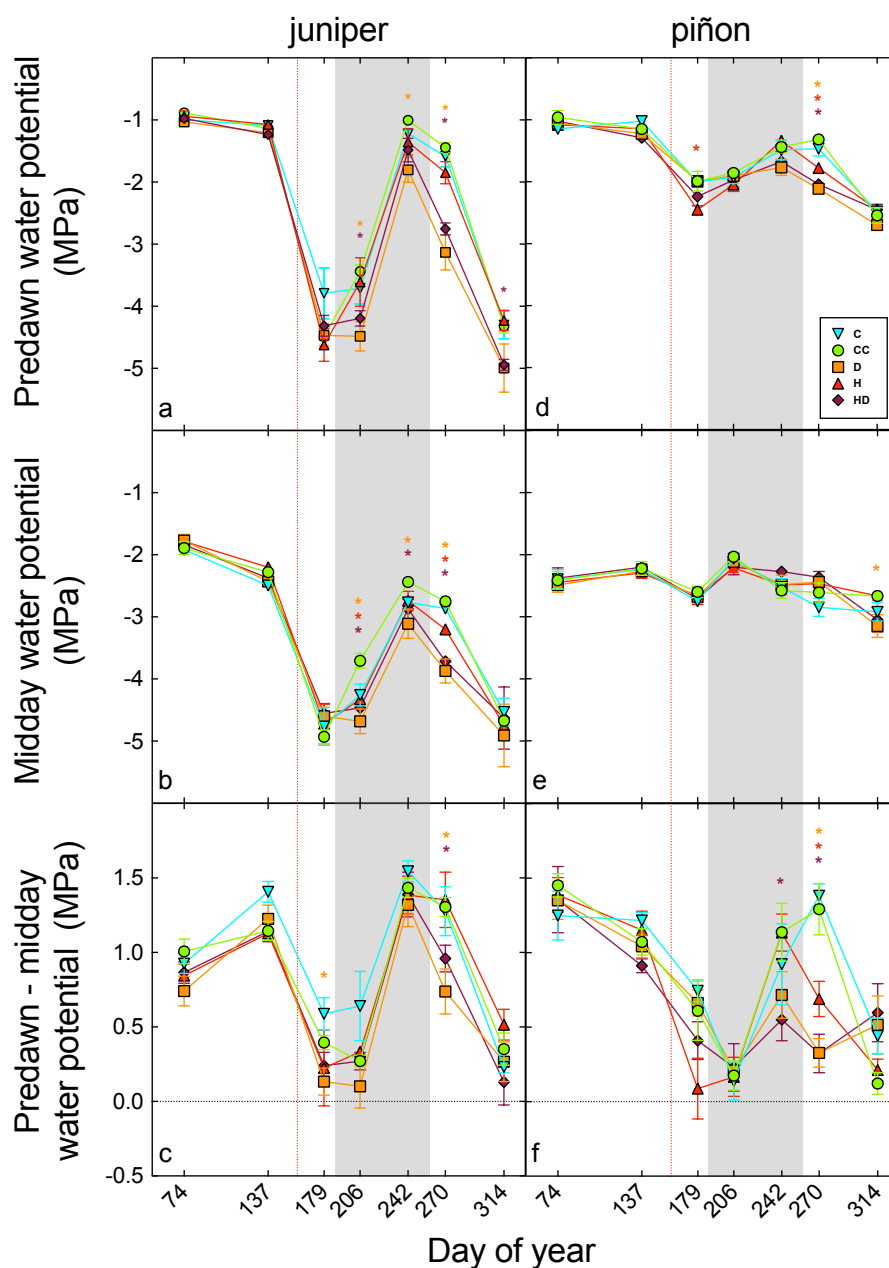 juniper
piñon
Predawn water potential
(MPa)
-1
-2
-3
-4
-5
*
*
*
*
*
*
*
a
*
*
*
*
d
C
CC
D
H
HD
Midday water potential
(MPa)
-1
-2
-3
-4
-5
*
*
*
*
*
*
*
*
b
*
e
Predawn - midday
water potential (MPa)
1.5
1.0
0.5
0.0
-0.5
*
*
*
c
*
*
*
*
f
74
137
179
206
242
270
314
74
137
179
206
242
270
314
Day of year